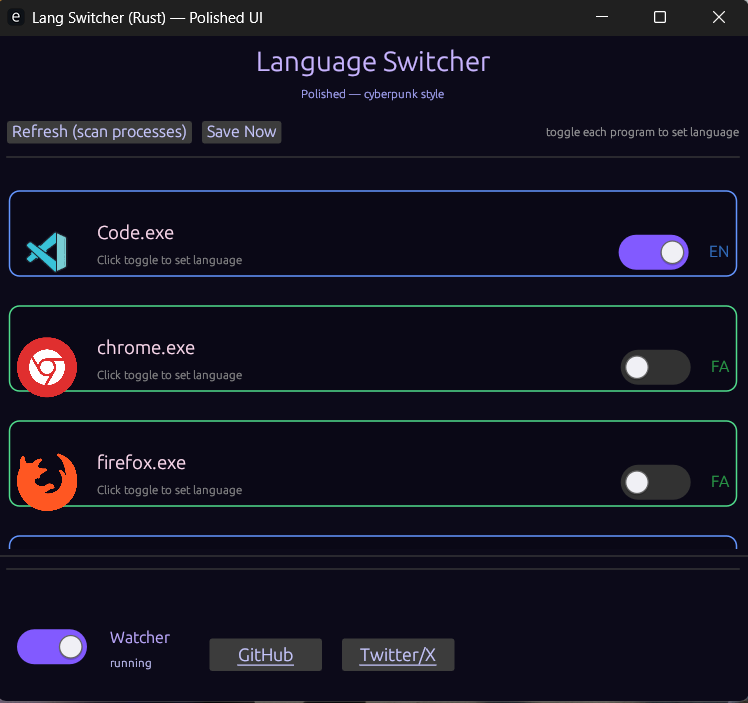 Lang Switcher (Rust) — Polished UI
Language Switcher
Polished — cyberpunk style
Refresh (scan processes) Save Now toggle each program to set language
Code.exe
Click toggle to set language
EN
chrome.exe
Click toggle to set language
FA
firefox.exe
Click toggle to set language
FA
Watcher
running
GitHub Twitter/X